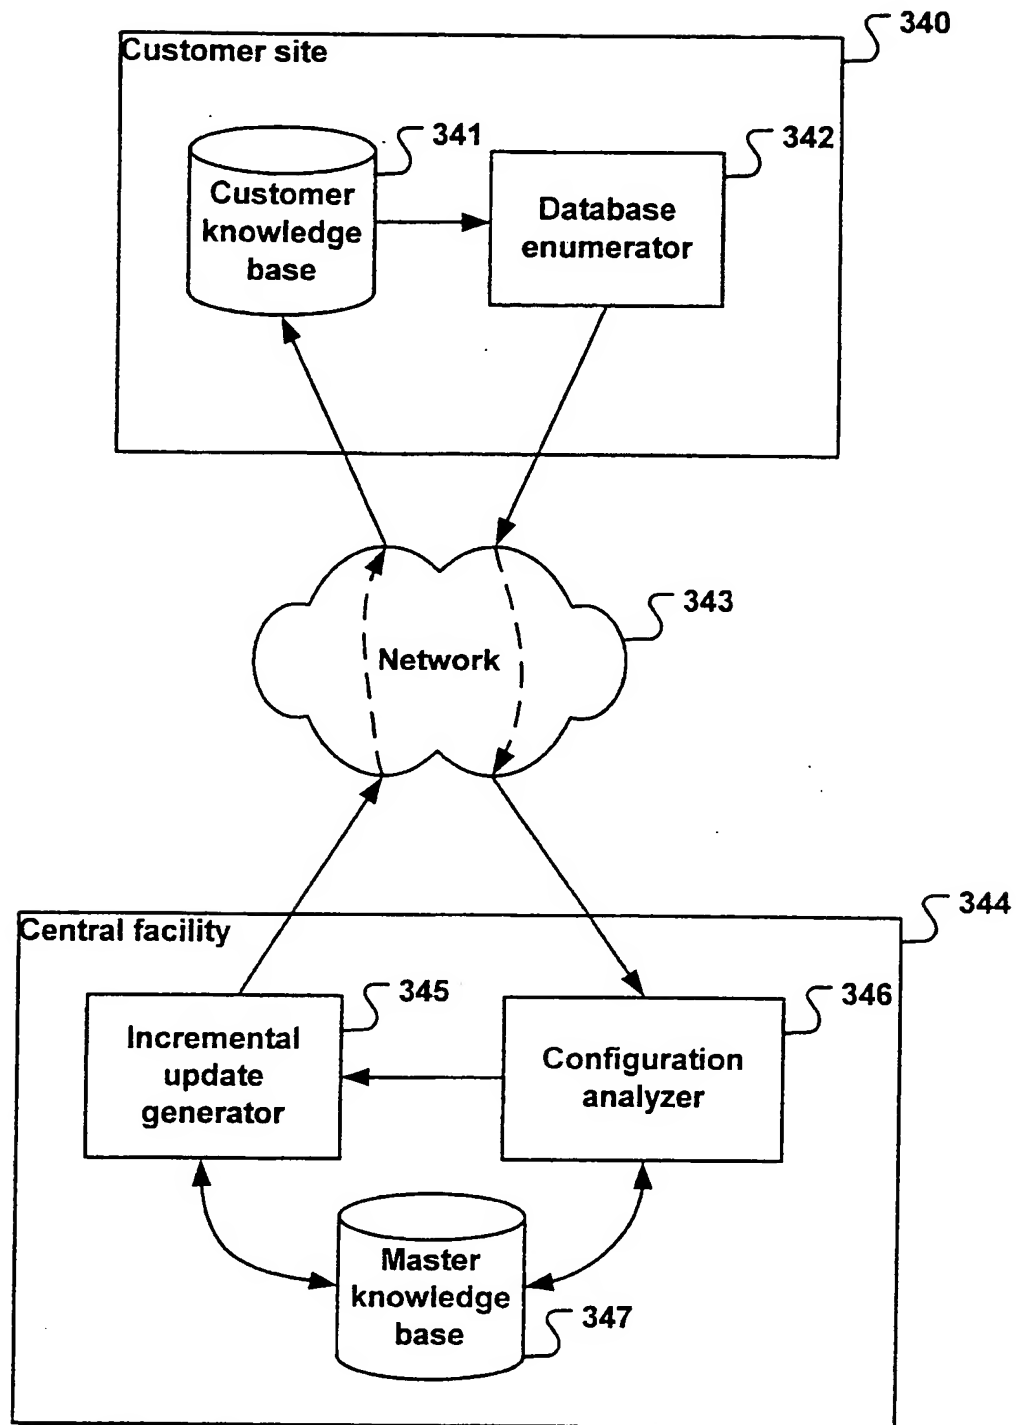 340
Customer site
341
342
Customer
knowledge
base
Database
enumerator
343
Network
344
Central facility
345
346
Incremental
update
generator
Configuration
analyzer
Master
knowledge
base
347